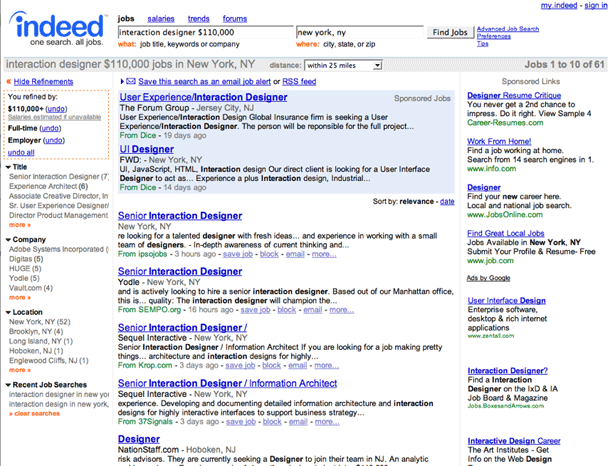 my.indeed - sign in
indeed
one search. all jobs.
jobs salaries trends forums
interaction designer $110,000
new york, ny
Find Jobs
Advanced Job Search
Preferences
Tips
what: job title, keywords or company
where: city, state, or zip
interaction designer $110,000 jobs in New York, NY
distance: within 25 miles
Jobs 1 to 10 of 61
« Hide Refinements
You refined by:
$110,000+ (undo)
Salaries estimated if unavailable
Full-time (undo)
Employer (undo)
undo all
Title
Senior Interaction Designer (7
Experience Architect (6)
Associate Creative Director, In
Sr. User Experience Designer/
Director Product Management
more »
Company
Adobe Systems Incorporated (
Digitas (5)
HUGE (5)
Yodle (5)
Vault.com (4)
more »
Location
New York, NY (52)
Brooklyn, NY (4)
Long Island, NY (1)
Hoboken, NJ (1)
Englewood Cliffs, NJ (1)
more »
Recent Job Searches
interaction designer in new yo
interaction design in new york,
» clear searches
Save this search as an email job alert or RSS feed
User Experience/Interaction Designer
Sponsored Jobs
The Forum Group - Jersey City, NJ
User Experience/Interaction Design Global Insurance firm is seeking a User
Experience/Interaction Designer. The person will be reponsible for the full project...
From Dice - 19 days ago
UI Designer
FWD: - New York, NY
UI, JavaScript, HTML, Interaction design Our direct client is looking for a User Interface
Designer to act as... Experience a plus Interaction design, Industrial...
From Dice - 14 days ago
Sort by: relevance - date
Senior Interaction Designer
New York, NY
re looking for a talented designer with fresh ideas... and experience in working with a small
team of designers. - In-depth awareness of current thinking and...
From ipsojobs - 3 hours ago - save job - block - email - more...
Senior Interaction Designer
Yodle - New York, NY
and is actively looking to hire a senior interaction designer. Based out of our Manhattan office,
this is... quality: The interaction designer will champion the...
From SEMPO.org - 16 hours ago - save job - block - email - more...
Senior Interaction Designer /
Sequel Interactive - New York, NY
Senior Interaction Designer / Information Architect If you are looking for a job making pretty
things... architecture and interaction designs for highly...
From Krop.com - 3 days ago - save job - block - email - more...
Senior Interaction Designer / Information Architect
Sequel Interactive - New York, NY
experience. Developing and documenting detailed information architecture and interaction
designs for highly interactive interfaces to support business strategy...
From 37Signals - 3 days ago - save job - block - email - more...
Designer
NationStaff.com - Hoboken, NJ
risk advisors. They are currently seeking a Designer to join their team in NJ. An analytic
Sponsored Links
Designer Resume Critique
You never get a 2nd chance to
impress. Do it right. View Sample 4
Career-Resumes.com
Work From Home!
Find a job working at home.
Search from 14 search engines in 1.
www.info.com
Designer
Find your new career here.
Local and national job search.
www.JobsOnline.com
Find Great Local Jobs
Jobs Available in New York, NY
Submit Your Profile & Resume- Free
www.job.com
Ads by Google
User Interface Design
Enterprise software,
desktop & rich internet
applications
www.zentall.com
Interaction Designer?
Find a Interaction
Designer on the IxD & IA
Job Board & Magazine
Jobs.BoxesandArrows.com
Interactive Design Career
The Art Institutes - Get
Info on the Web Design